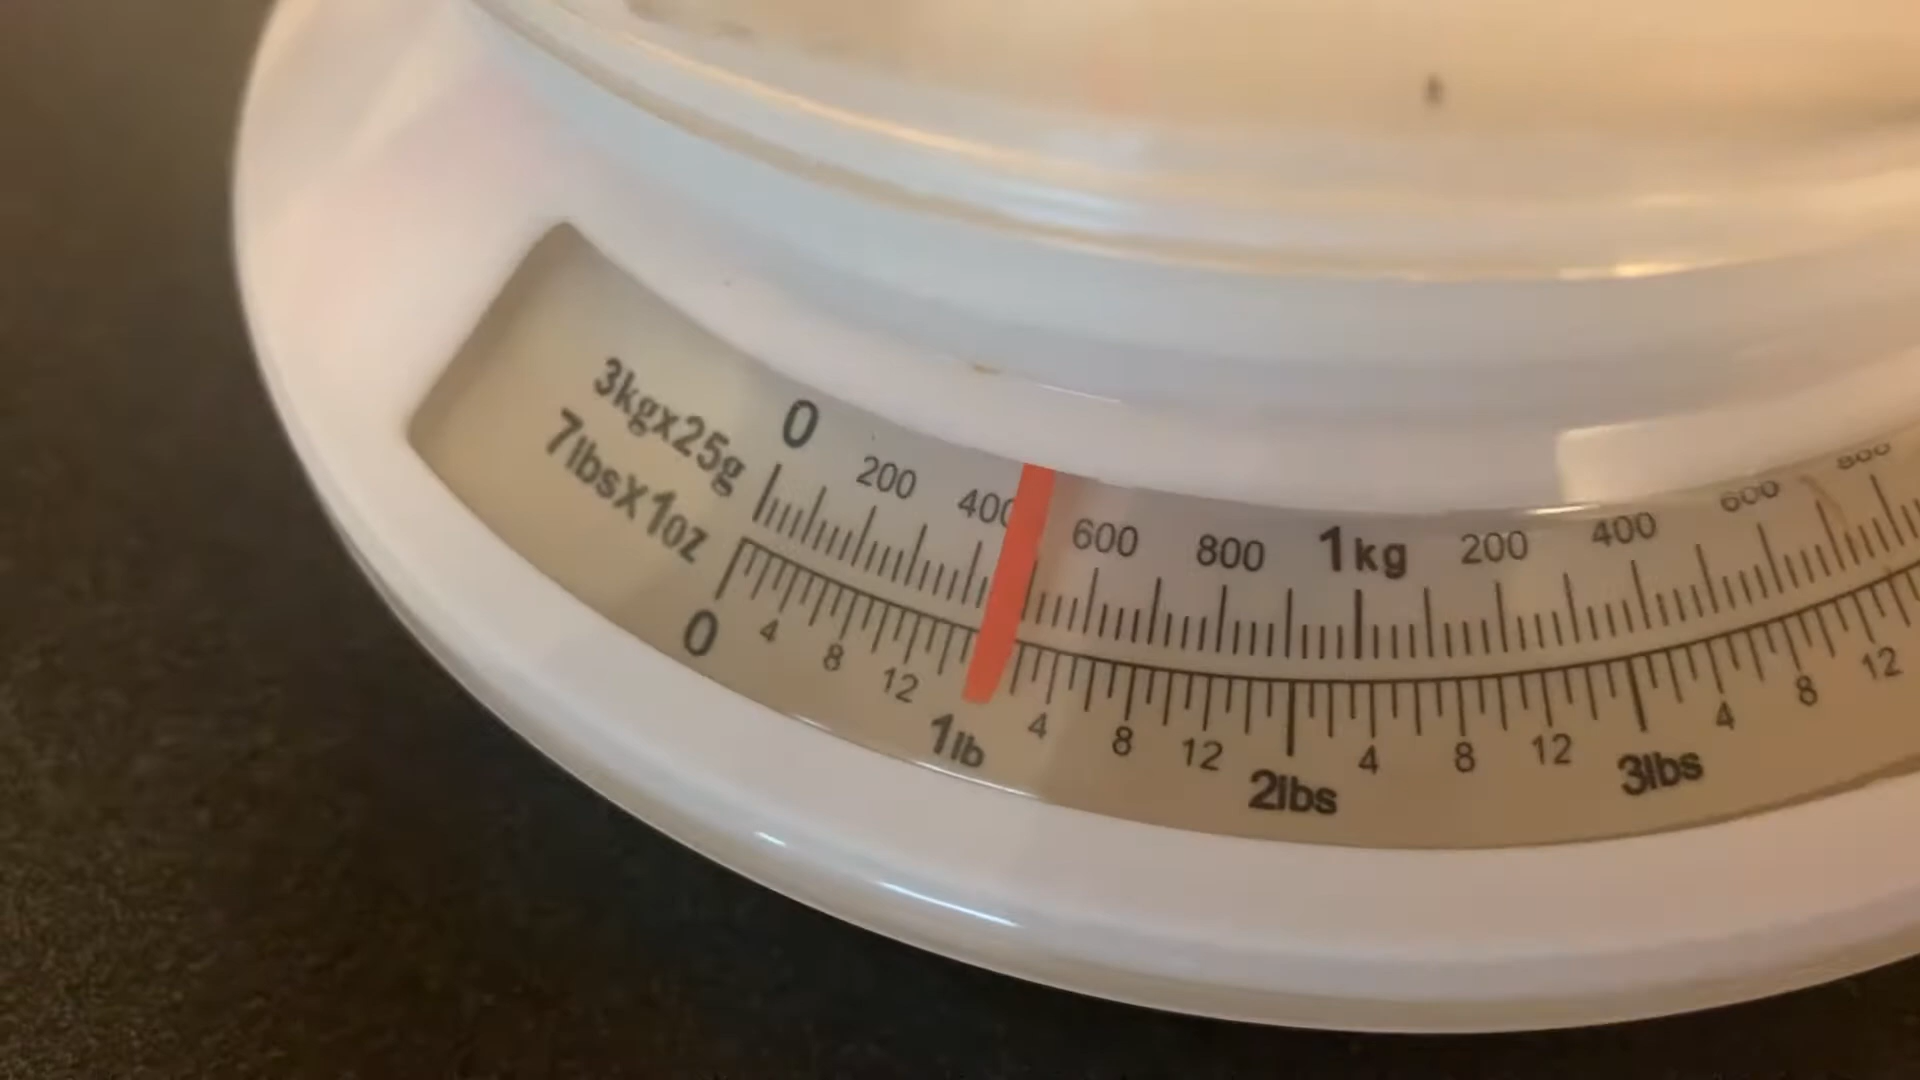 3kgx25g 0 200 400 600 800 1kg 200 400 600 800
7lbsx1oz 0 4 8 12 1lb 4 8 12 2lbs 4 8 12 3lbs 4 8 12